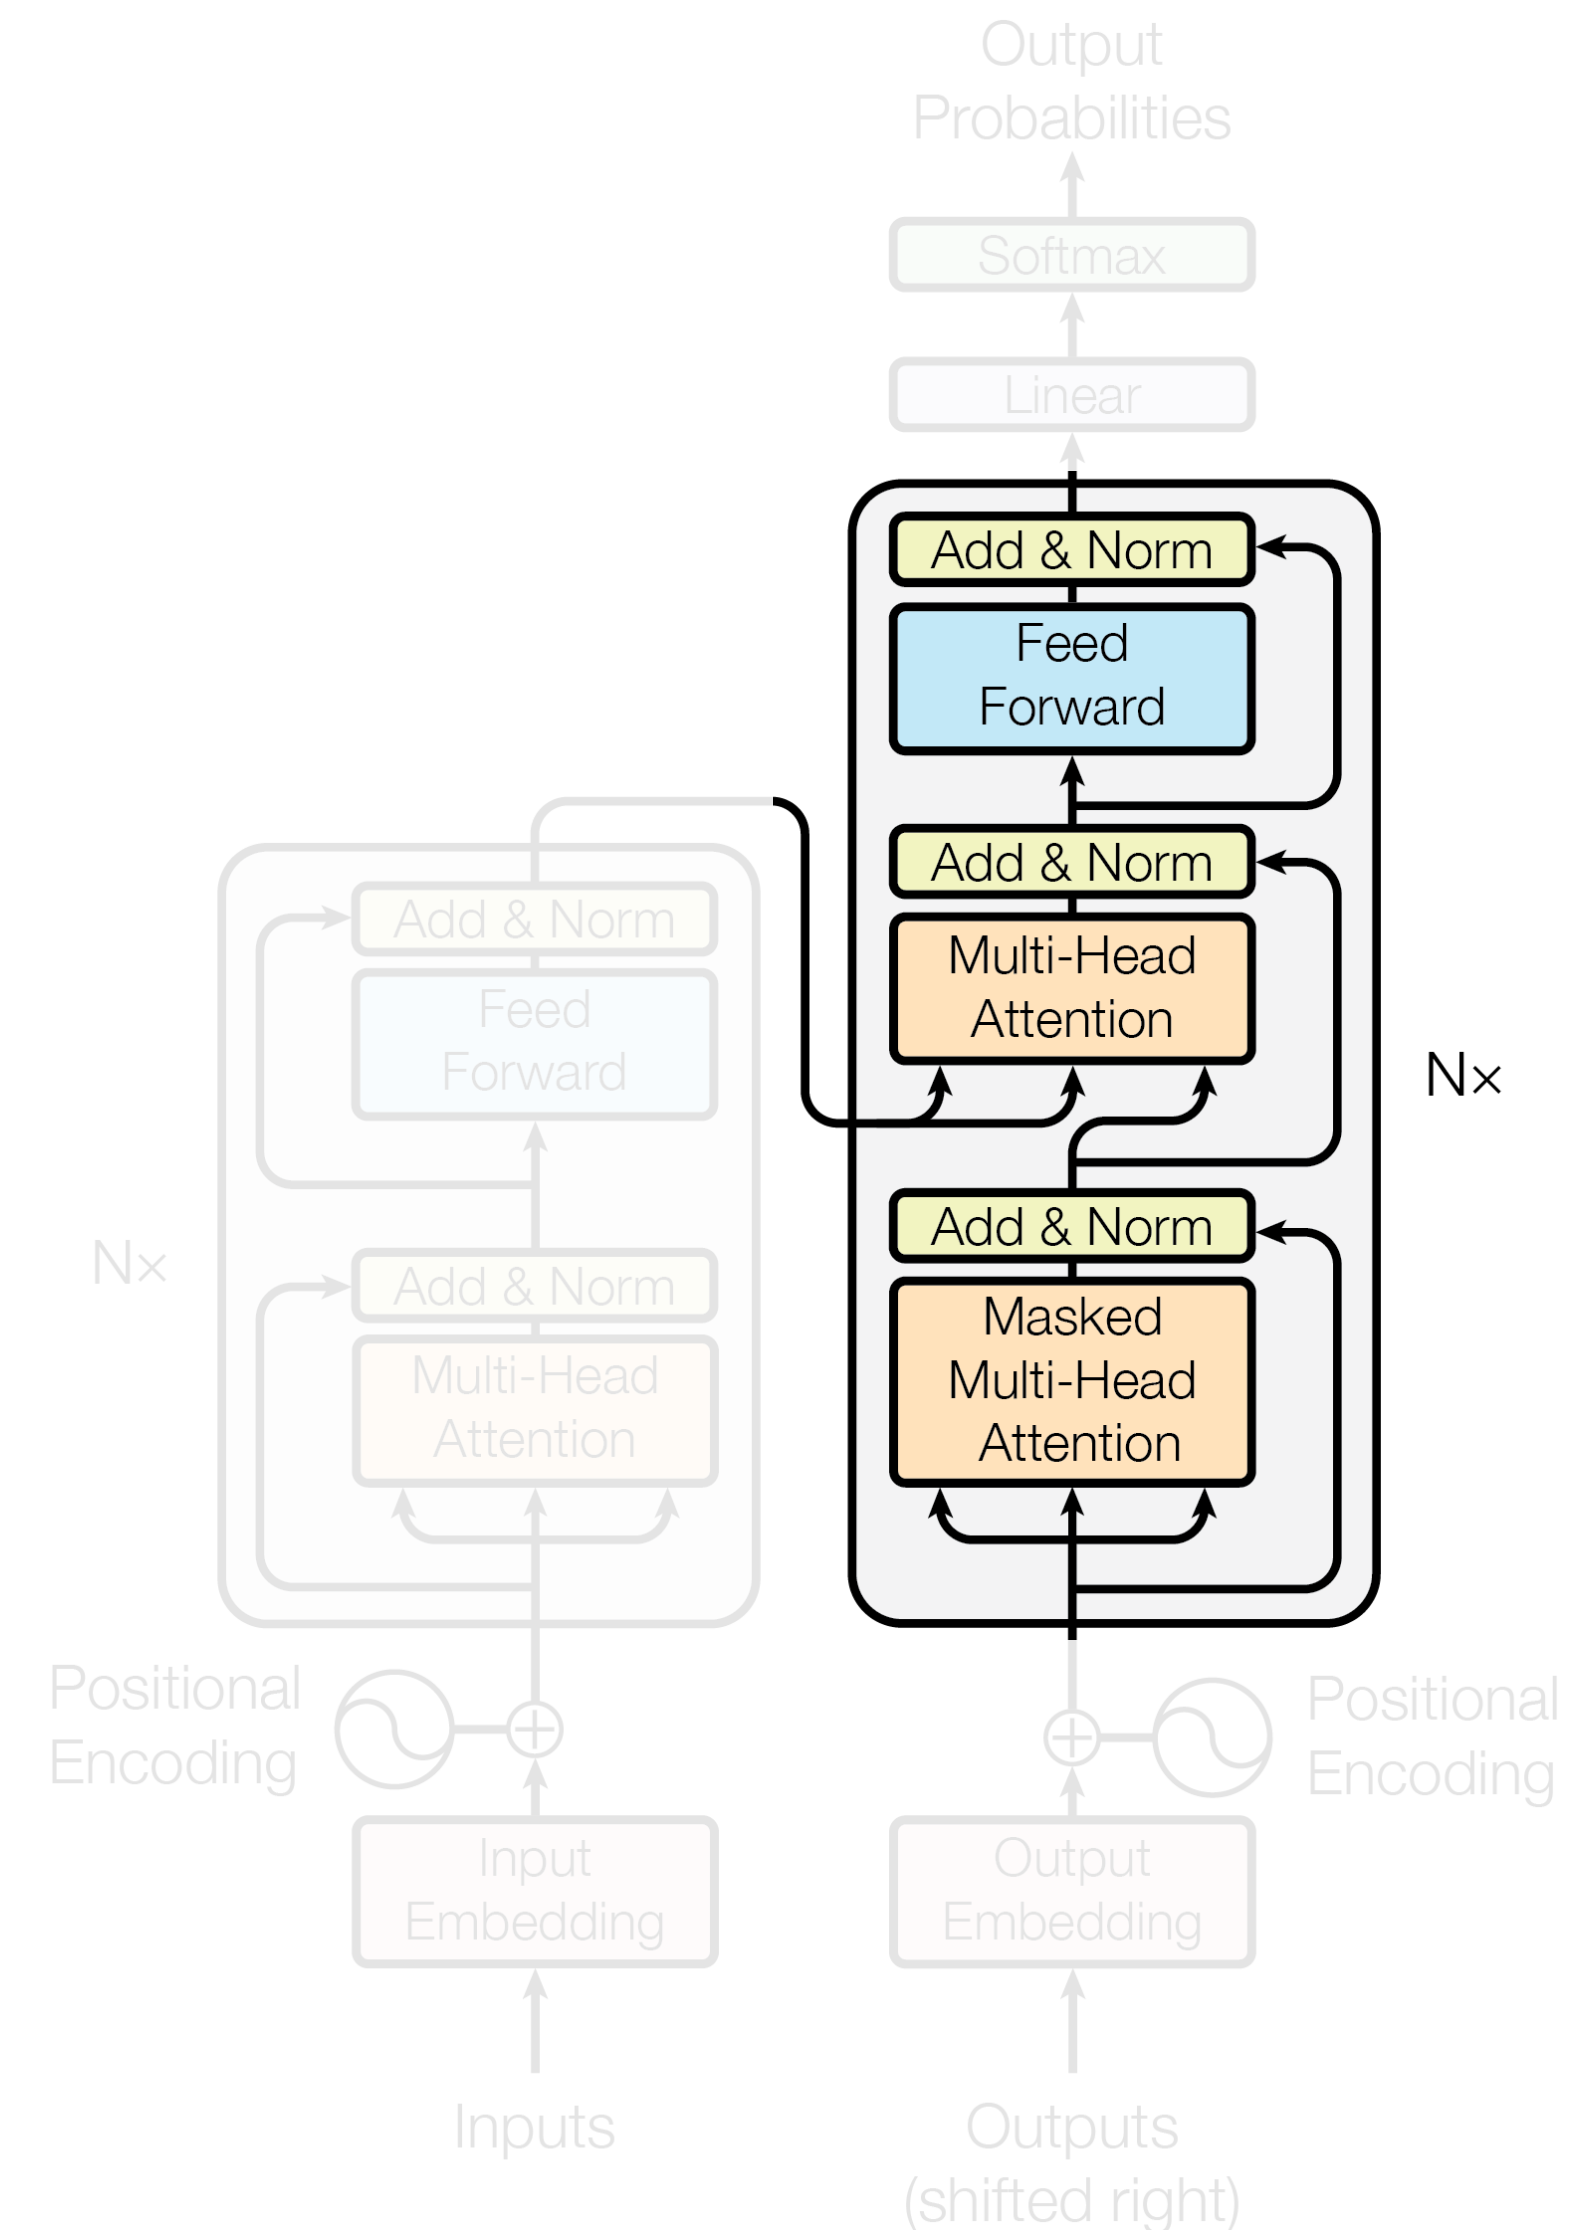 Output
Probabilities
Softmax
Linear
Add & Norm
Feed
Forward
Add & Norm
Multi-Head
Attention
Nx
Add & Norm
Masked
Multi-Head
Attention
Add & Norm
Feed
Forward
Nx
Add & Norm
Multi-Head
Attention
Positional
Encoding
Positional
Encoding
Input
Embedding
Output
Embedding
Inputs
Outputs
(shifted right)